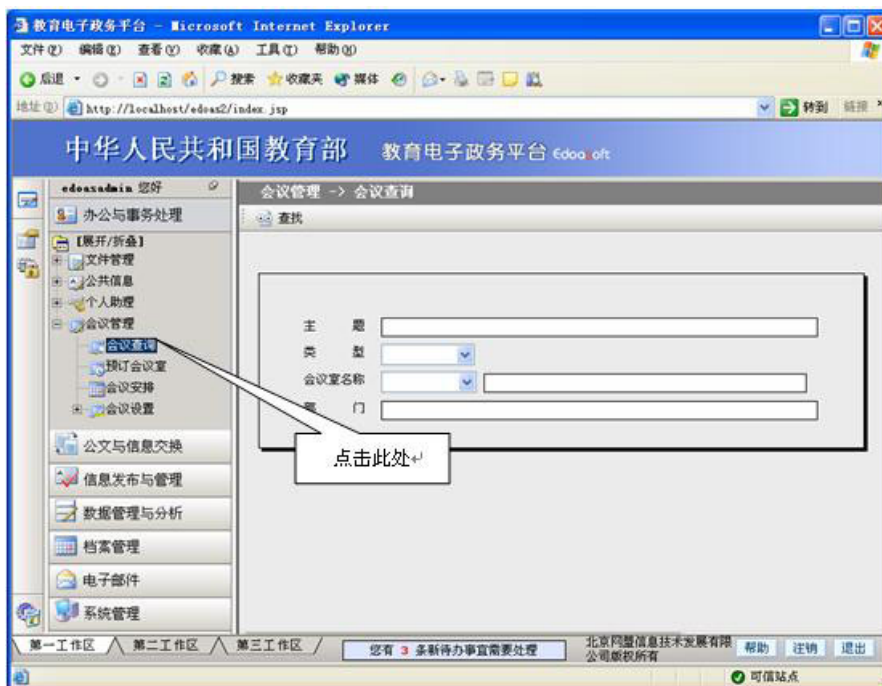 教育电子政务平台 - Microsoft Internet Explorer
文件(F) 编辑(E) 查看(V) 收藏(A) 工具(T) 帮助(H)
后退 搜索 收藏夹 媒体
地址(D) http://localhost/edoas2/index.jsp 转到 链接 »
中华人民共和国教育部 教育电子政务平台 Edoassoft
edoasadmin 您好
会议管理 -> 会议查询
办公与事务处理
查找
【展开/折叠】
文件管理
公共信息
个人助理
会议管理
会议查询
预订会议室
会议安排
会议设置
主 题
类 型
会议室名称
门
点击此处
公文与信息交换
信息发布与管理
数据管理与分析
档案管理
电子邮件
系统管理
第一工作区 第二工作区 第三工作区
您有 3 条新待办事宜需要处理
北京网盟信息技术发展有限
公司版权所有
帮助 注销 退出
可信站点